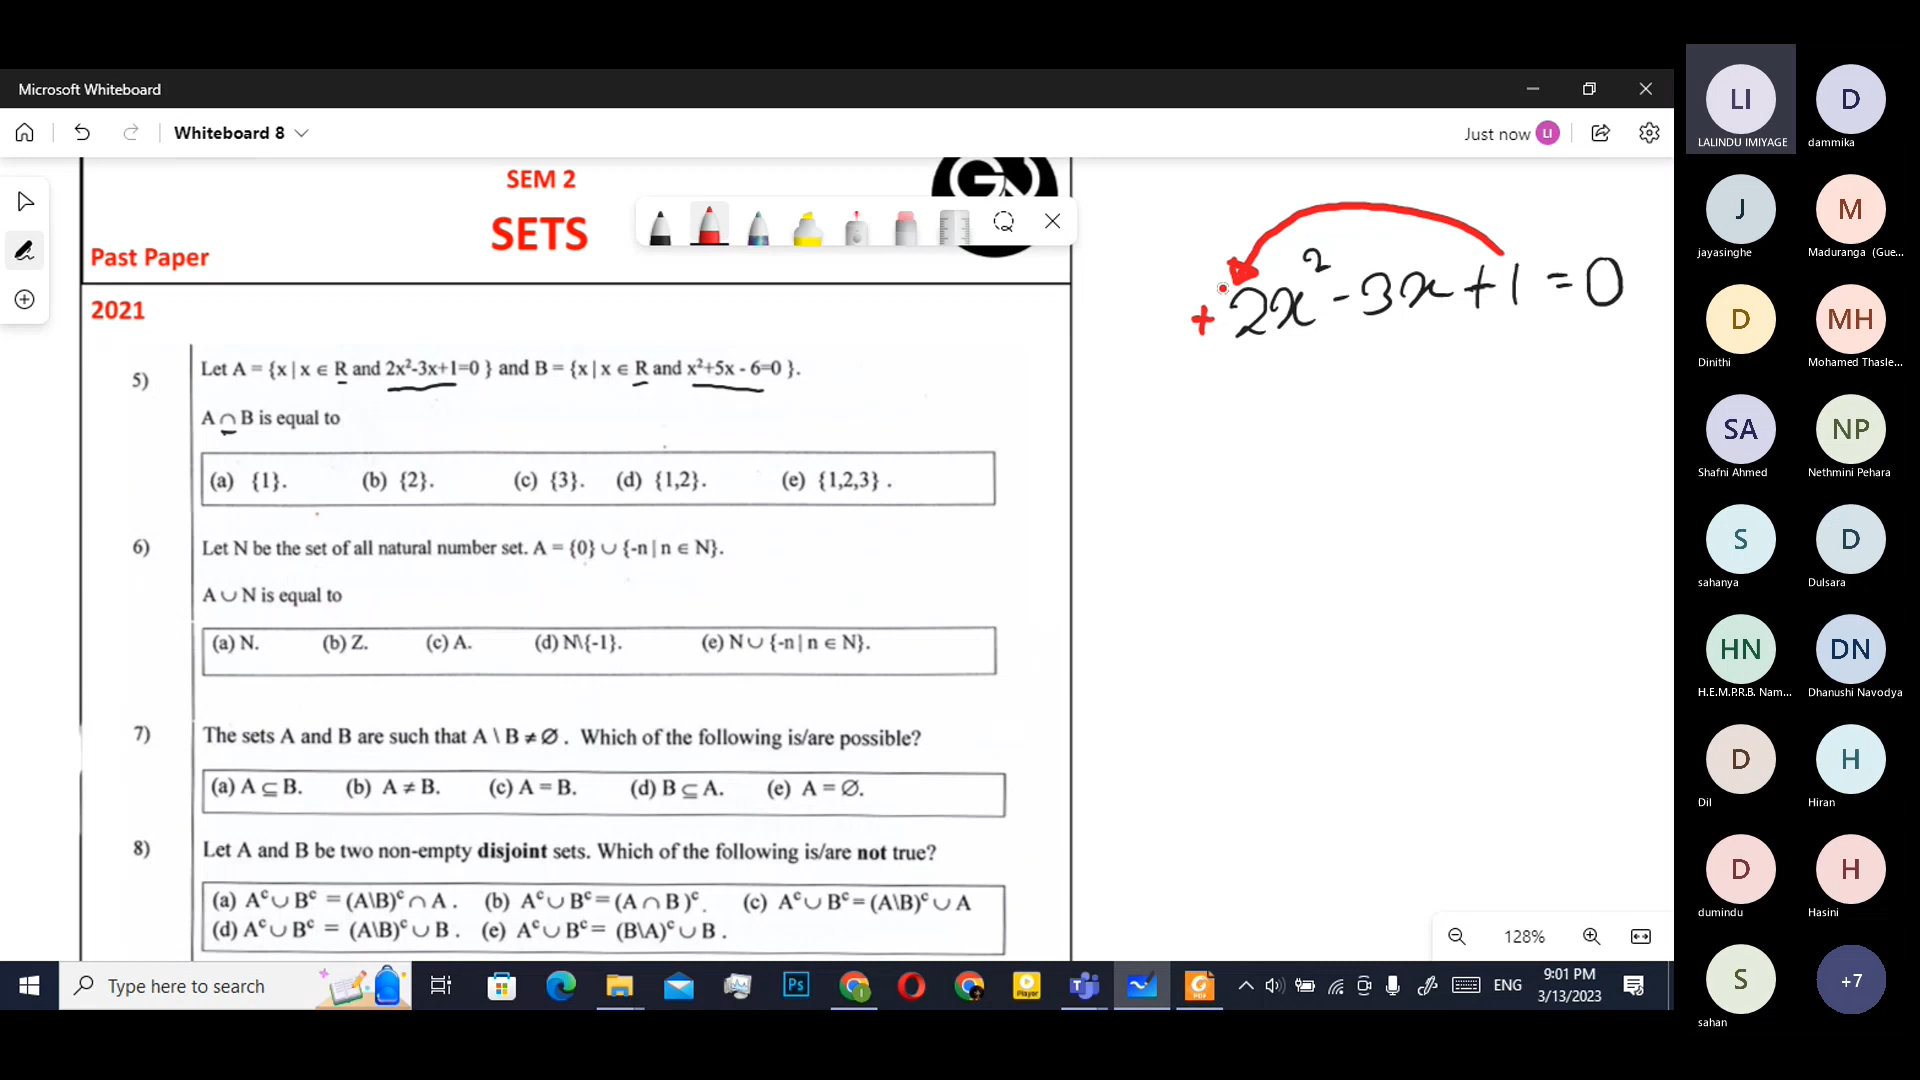 Microsoft Whiteboard
Whiteboard 8
Just now LI
SEM 2
SETS
Past Paper
2021
+ 2x² - 3x + 1 = 0
5) Let A = {x | x ∈ R and 2x²-3x+1=0 } and B = {x | x ∈ R and x²+5x - 6=0 }.
A ∩ B is equal to
(a) {1}. (b) {2}. (c) {3}. (d) {1,2}. (e) {1,2,3} .
6) Let N be the set of all natural number set. A = {0} ∪ {-n | n ∈ N}.
A ∪ N is equal to
(a) N. (b) Z. (c) A. (d) N\{-1}. (e) N ∪ {-n | n ∈ N}.
7) The sets A and B are such that A \ B ≠ ∅ . Which of the following is/are possible?
(a) A ⊆ B. (b) A ≠ B. (c) A = B. (d) B ⊆ A. (e) A = ∅.
8) Let A and B be two non-empty disjoint sets. Which of the following is/are not true?
(a) Aᶜ ∪ Bᶜ = (A\B)ᶜ ∩ A . (b) Aᶜ ∪ Bᶜ = (A ∩ B )ᶜ . (c) Aᶜ ∪ Bᶜ = (A\B)ᶜ ∪ A
(d) Aᶜ ∪ Bᶜ = (A\B)ᶜ ∪ B . (e) Aᶜ ∪ Bᶜ = (B\A)ᶜ ∪ B .
128%
Type here to search
Ps
Player
ENG
9:01 PM
3/13/2023
LI D
LALINDU IMIYAGE dammika
J M
jayasinghe Maduranga (Gue...
D MH
Dinithi Mohamed Thasle...
SA NP
Shafni Ahmed Nethmini Pehara
S D
sahanya Dulsara
HN DN
H.E.M.P.R.B. Nam... Dhanushi Navodya
D H
Dil Hiran
D H
dumindu Hasini
S +7
sahan